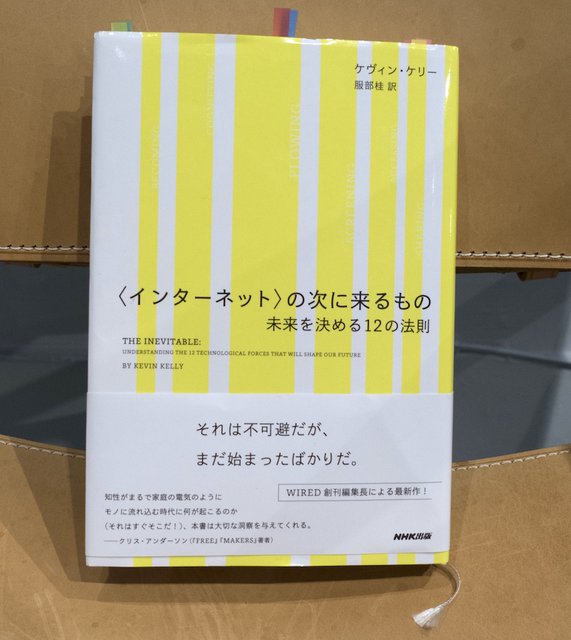 ケヴィン・ケリー
服部桂 訳
BECOMING
FLOWING
SCREENING
〈インターネット〉の次に来るもの
未来を決める12の法則
THE INEVITABLE:
UNDERSTANDING THE 12 TECHNOLOGICAL FORCES THAT WILL SHAPE OUR FUTURE
BY KEVIN KELLY
それは不可避だが、
まだ始まったばかりだ。
WIRED 創刊編集長による最新作！
知性がまるで家庭の電気のように
モノに流れ込む時代に何が起こるのか
（それはすぐそこだ！）、本書は大切な洞察を与えてくれる。
——クリス・アンダーソン（『FREE』『MAKERS』著者）
NHK出版